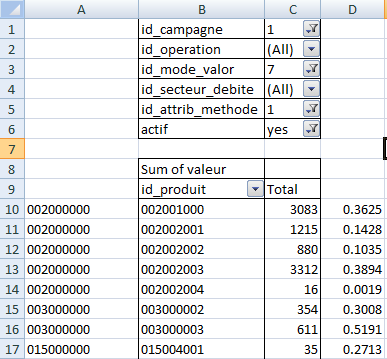 A B C D
1 id_campagne 1
2 id_operation (All)
3 id_mode_valor 7
4 id_secteur_debite (All)
5 id_attrib_methode 1
6 actif yes
7
8 Sum of valeur
9 id_produit Total
10 002000000 002001000 3083 0.3625
11 002000000 002002001 1215 0.1428
12 002000000 002002002 880 0.1035
13 002000000 002002003 3312 0.3894
14 002000000 002002004 16 0.0019
15 003000000 003000002 354 0.3008
16 003000000 003000003 611 0.5191
17 015000000 015004001 35 0.2713